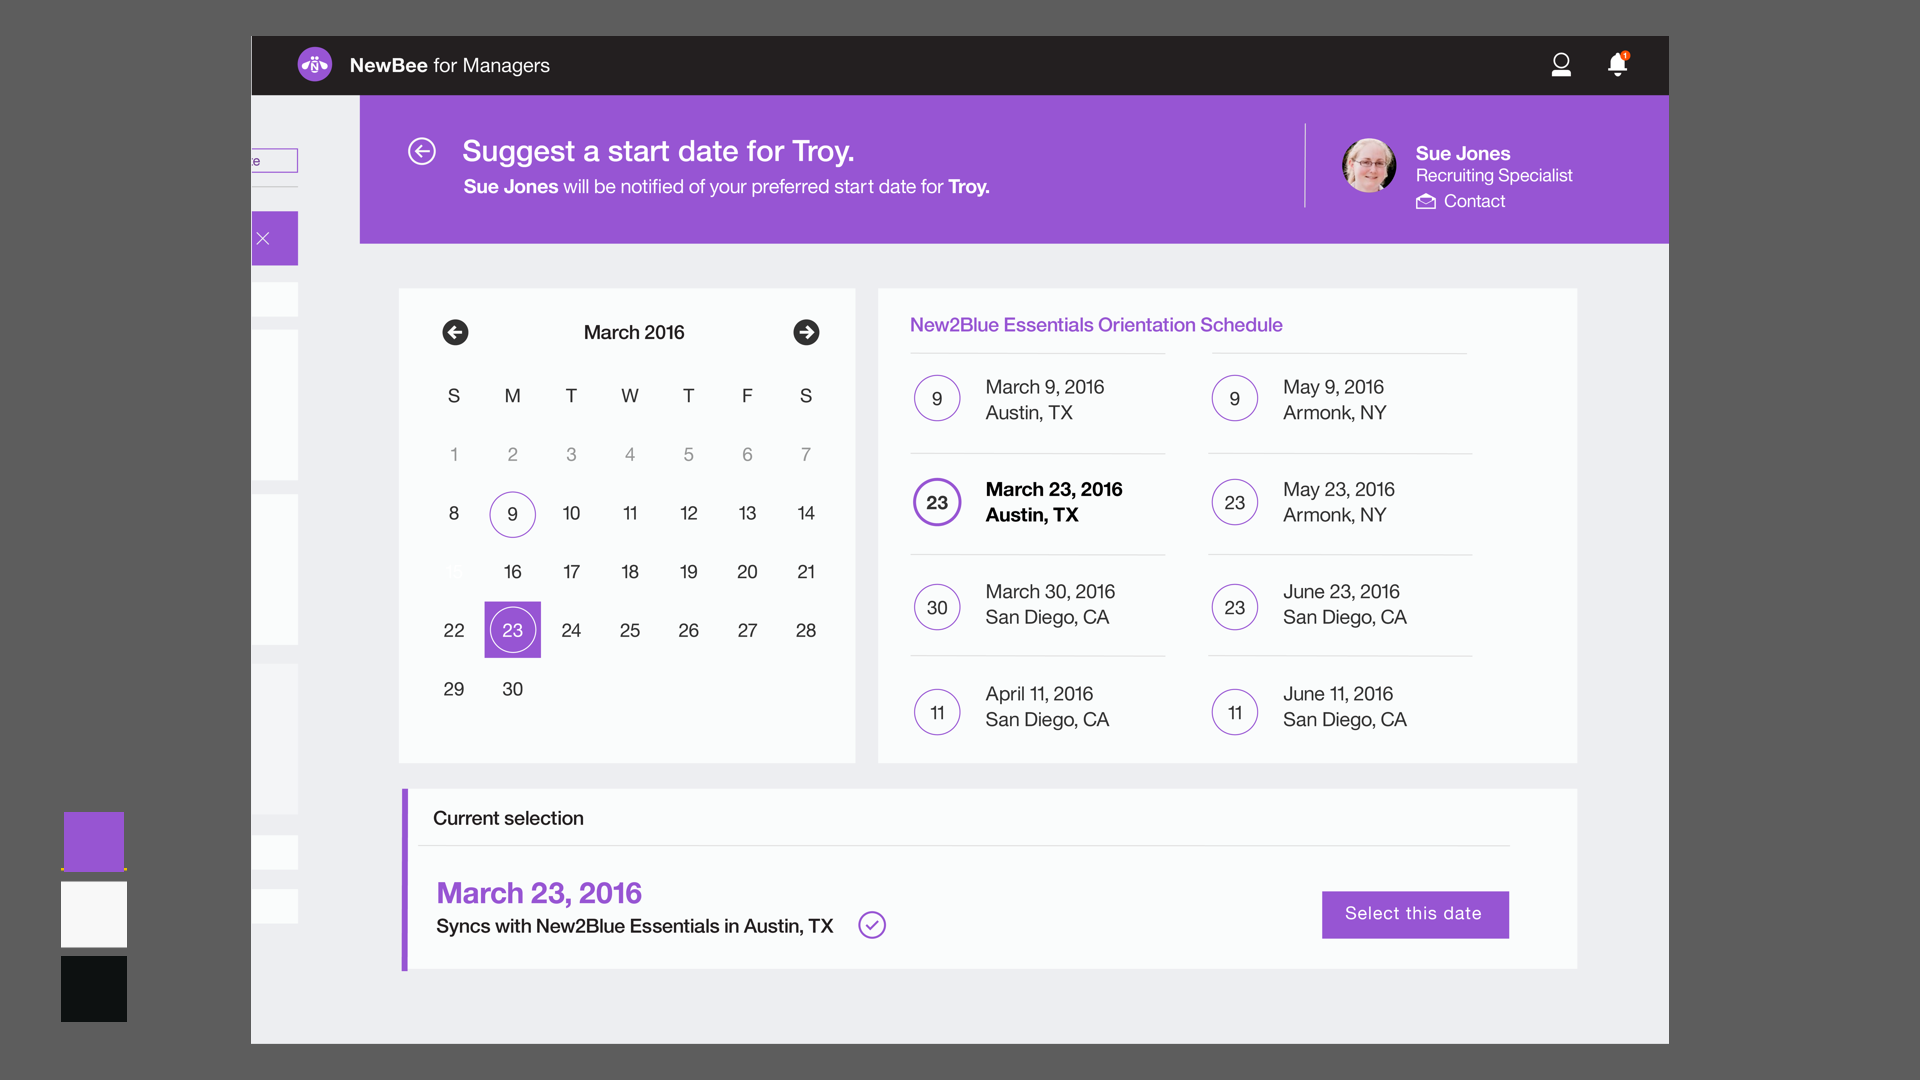 NewBee for Managers
1
Suggest a start date for Troy.
Sue Jones will be notified of your preferred start date for Troy.
Sue Jones
Recruiting Specialist
Contact
March 2016
S M T W T F S
1 2 3 4 5 6 7
8 9 10 11 12 13 14
15 16 17 18 19 20 21
22 23 24 25 26 27 28
29 30
New2Blue Essentials Orientation Schedule
9
March 9, 2016
Austin, TX
23
March 23, 2016
Austin, TX
30
March 30, 2016
San Diego, CA
11
April 11, 2016
San Diego, CA
9
May 9, 2016
Armonk, NY
23
May 23, 2016
Armonk, NY
23
June 23, 2016
San Diego, CA
11
June 11, 2016
San Diego, CA
Current selection
March 23, 2016
Syncs with New2Blue Essentials in Austin, TX
Select this date